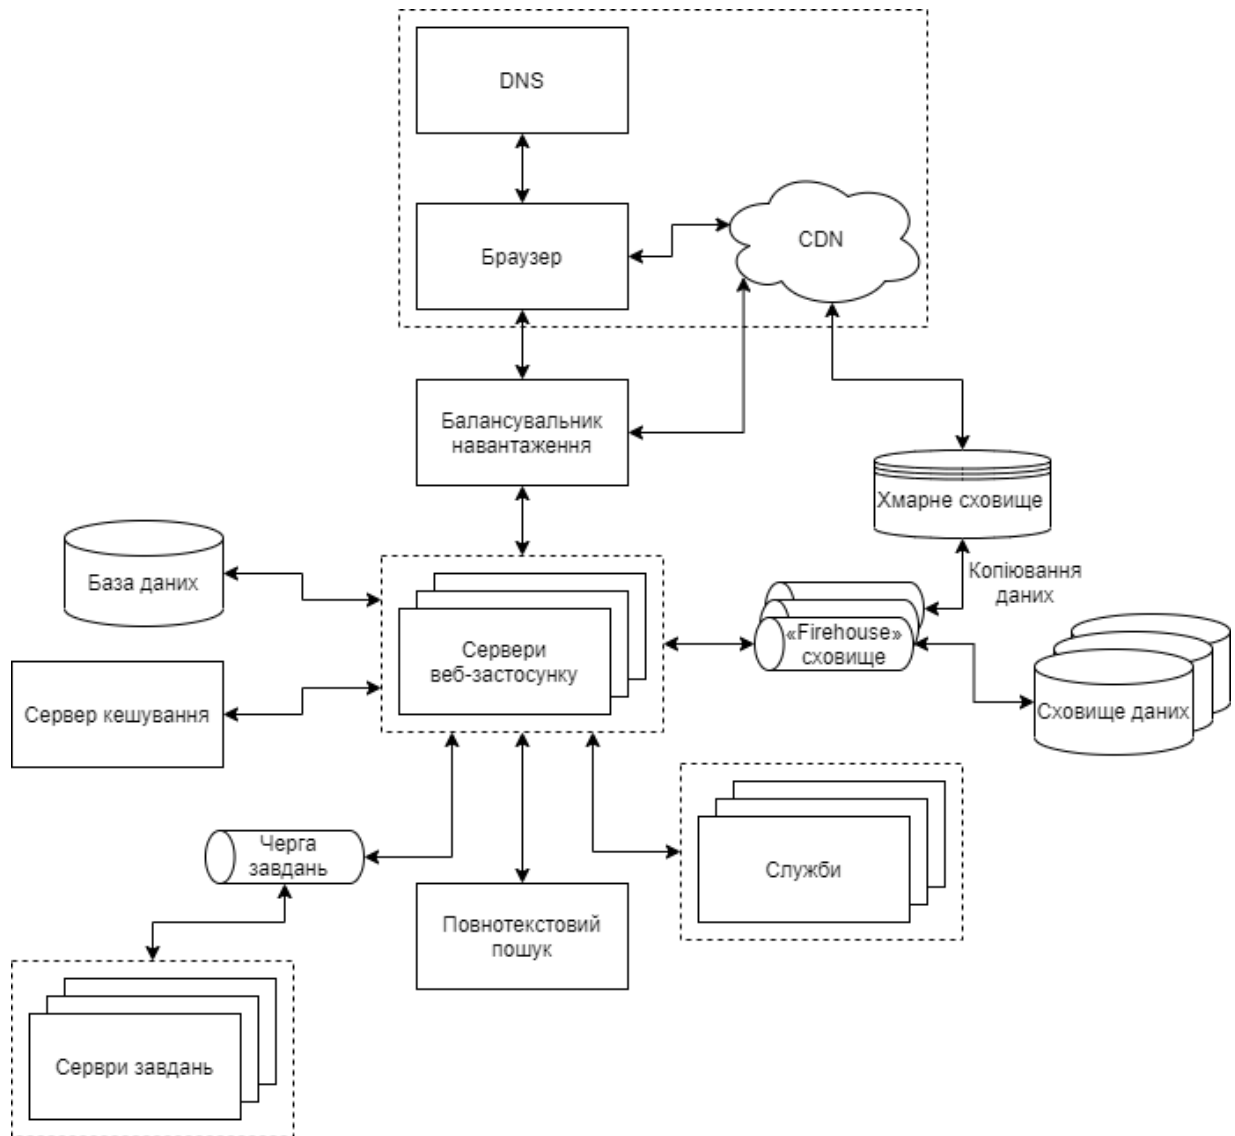 DNS
Браузер
CDN
Балансувальник
навантаження
Хмарне сховище
База даних
Копіювання
даних
«Firehouse»
сховище
Сервери
веб-застосунку
Сховище даних
Сервер кешування
Черга
завдань
Служби
Повнотекстовий
пошук
Серври завдань